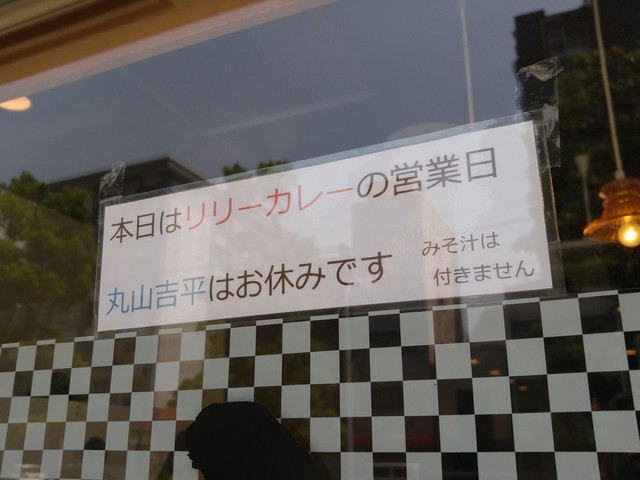 本日はリリーカレーの営業日
丸山吉平はお休みです
みそ汁は
付きません